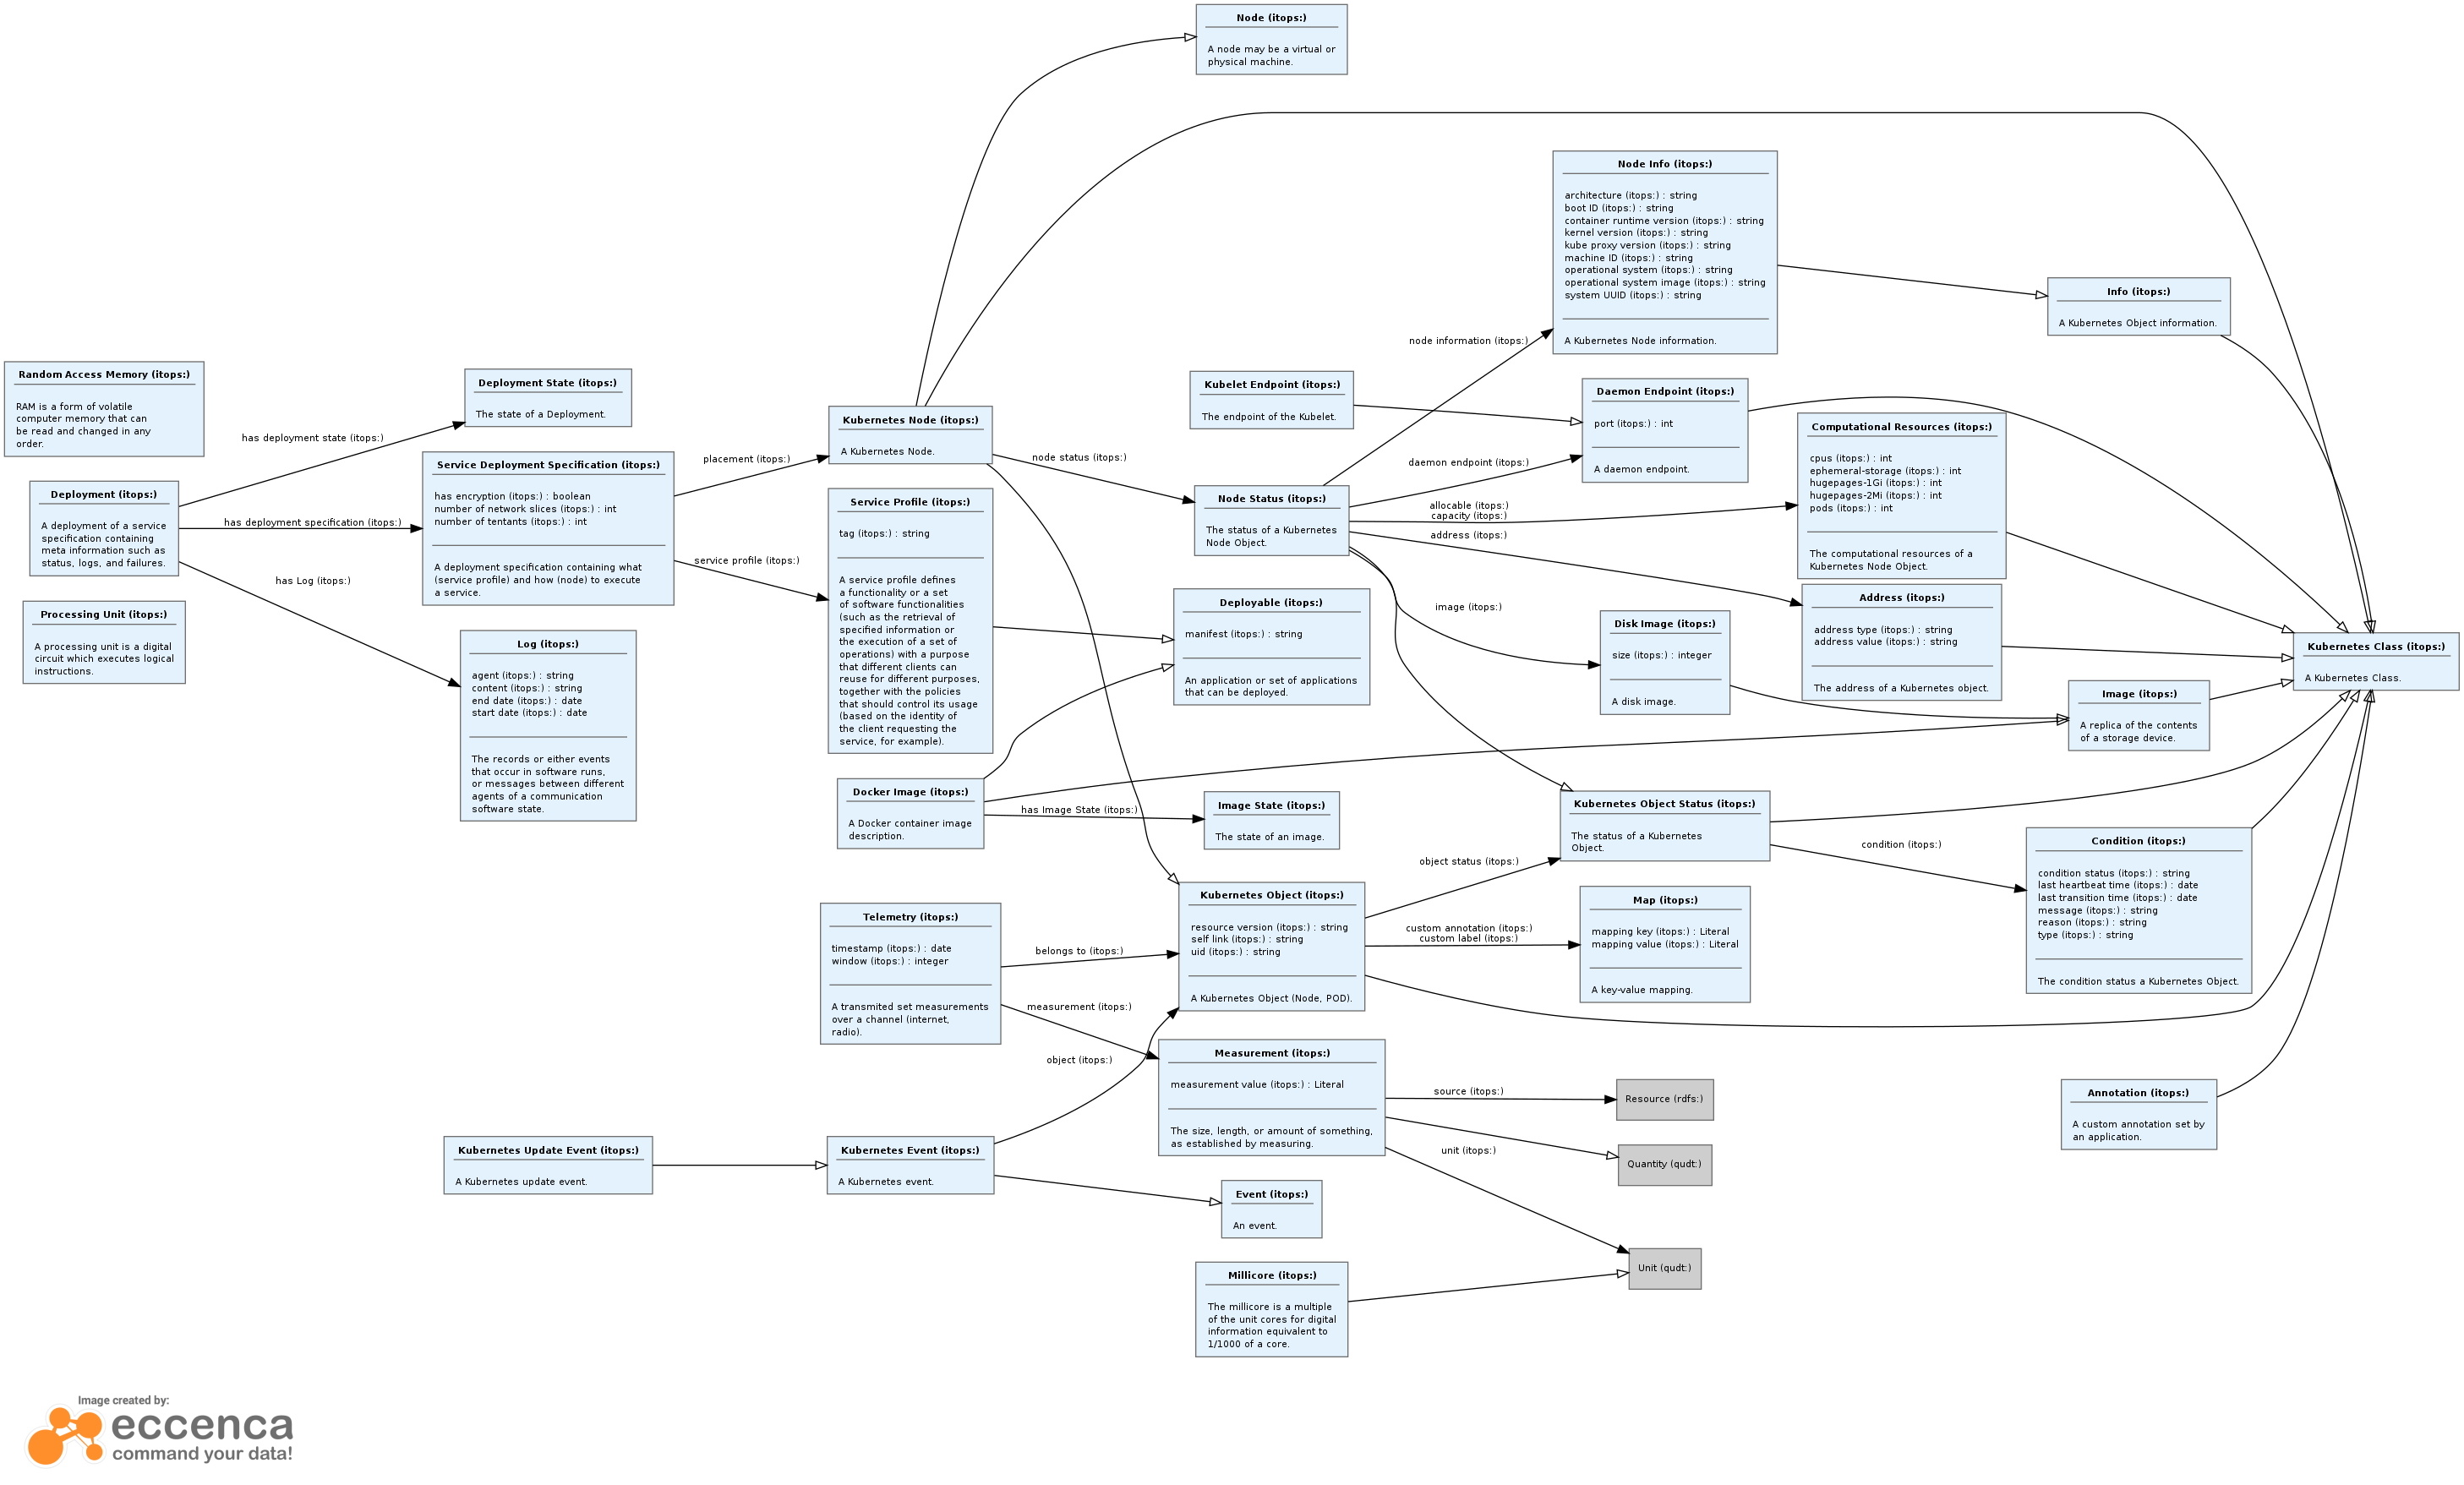 Node (itops:)
A node may be a virtual or
physical machine.
Node Info (itops:)
architecture (itops:) : string
boot ID (itops:) : string
container runtime version (itops:) : string
kernel version (itops:) : string
kube proxy version (itops:) : string
machine ID (itops:) : string
operational system (itops:) : string
operational system image (itops:) : string
system UUID (itops:) : string
A Kubernetes Node information.
Info (itops:)
A Kubernetes Object information.
node information (itops:)
Random Access Memory (itops:)
RAM is a form of volatile
computer memory that can
be read and changed in any
order.
Deployment State (itops:)
The state of a Deployment.
has deployment state (itops:)
Kubernetes Node (itops:)
A Kubernetes Node.
Kubelet Endpoint (itops:)
The endpoint of the Kubelet.
Daemon Endpoint (itops:)
port (itops:) : int
A daemon endpoint.
Computational Resources (itops:)
cpus (itops:) : int
ephemeral-storage (itops:) : int
hugepages-1Gi (itops:) : int
hugepages-2Mi (itops:) : int
pods (itops:) : int
The computational resources of a
Kubernetes Node Object.
Deployment (itops:)
A deployment of a service
specification containing
meta information such as
status, logs, and failures.
has deployment specification (itops:)
has Log (itops:)
Service Deployment Specification (itops:)
has encryption (itops:) : boolean
number of network slices (itops:) : int
number of tentants (itops:) : int
A deployment specification containing what
(service profile) and how (node) to execute
a service.
placement (itops:)
service profile (itops:)
node status (itops:)
Service Profile (itops:)
tag (itops:) : string
A service profile defines
a functionality or a set
of software functionalities
(such as the retrieval of
specified information or
the execution of a set of
operations) with a purpose
that different clients can
reuse for different purposes,
together with the policies
that should control its usage
(based on the identity of
the client requesting the
service, for example).
Node Status (itops:)
The status of a Kubernetes
Node Object.
daemon endpoint (itops:)
allocable (itops:)
capacity (itops:)
address (itops:)
image (itops:)
Processing Unit (itops:)
A processing unit is a digital
circuit which executes logical
instructions.
Log (itops:)
agent (itops:) : string
content (itops:) : string
end date (itops:) : date
start date (itops:) : date
The records or either events
that occur in software runs,
or messages between different
agents of a communication
software state.
Deployable (itops:)
manifest (itops:) : string
An application or set of applications
that can be deployed.
Disk Image (itops:)
size (itops:) : integer
A disk image.
Address (itops:)
address type (itops:) : string
address value (itops:) : string
The address of a Kubernetes object.
Kubernetes Class (itops:)
A Kubernetes Class.
Image (itops:)
A replica of the contents
of a storage device.
Docker Image (itops:)
A Docker container image
description.
has Image State (itops:)
Image State (itops:)
The state of an image.
Kubernetes Object Status (itops:)
The status of a Kubernetes
Object.
condition (itops:)
Condition (itops:)
condition status (itops:) : string
last heartbeat time (itops:) : date
last transition time (itops:) : date
message (itops:) : string
reason (itops:) : string
type (itops:) : string
The condition status a Kubernetes Object.
Telemetry (itops:)
timestamp (itops:) : date
window (itops:) : integer
A transmited set measurements
over a channel (internet,
radio).
belongs to (itops:)
measurement (itops:)
object (itops:)
Kubernetes Object (itops:)
resource version (itops:) : string
self link (itops:) : string
uid (itops:) : string
A Kubernetes Object (Node, POD).
object status (itops:)
custom annotation (itops:)
custom label (itops:)
Map (itops:)
mapping key (itops:) : Literal
mapping value (itops:) : Literal
A key-value mapping.
Measurement (itops:)
measurement value (itops:) : Literal
The size, length, or amount of something,
as established by measuring.
source (itops:)
unit (itops:)
Resource (rdfs:)
Quantity (qudt:)
Unit (qudt:)
Annotation (itops:)
A custom annotation set by
an application.
Kubernetes Update Event (itops:)
A Kubernetes update event.
Kubernetes Event (itops:)
A Kubernetes event.
Event (itops:)
An event.
Millicore (itops:)
The millicore is a multiple
of the unit cores for digital
information equivalent to
1/1000 of a core.
Image created by:
eccenca
command your data!